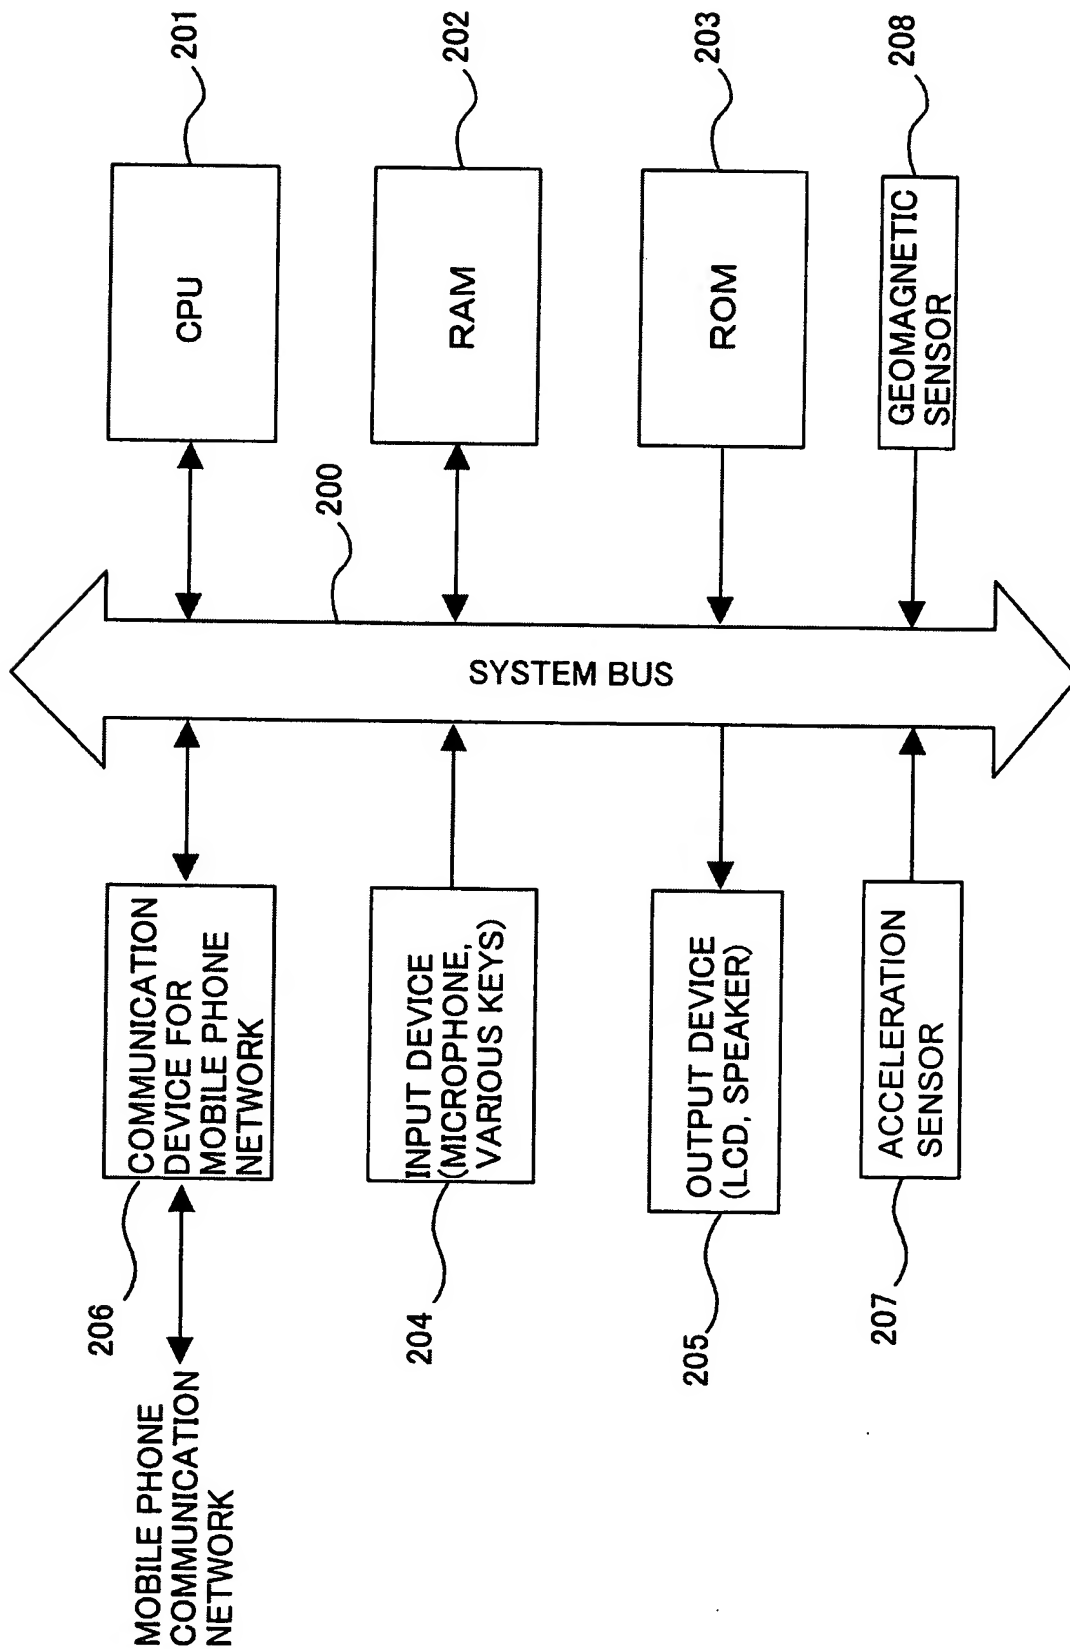 201
CPU
202
RAM
203
ROM
208
GEOMAGNETIC
SENSOR
200
SYSTEM BUS
COMMUNICATION
DEVICE FOR
MOBILE PHONE
NETWORK
206
MOBILE PHONE
COMMUNICATION
NETWORK
INPUT DEVICE
(MICROPHONE,
VARIOUS KEYS)
204
OUTPUT DEVICE
(LCD, SPEAKER)
205
ACCELERATION
SENSOR
207